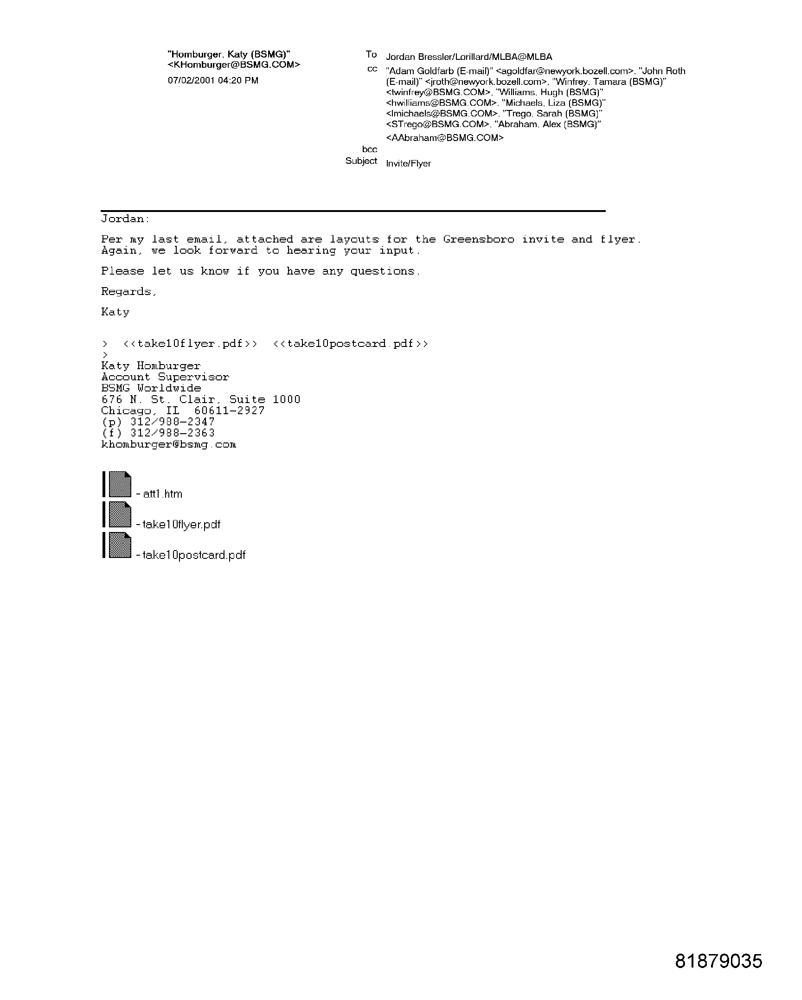 "Homburger, Katy (BSMG)"
<KHomburger@BSMG.COM>
07/02/2001 04:20 PM
To Jordan Bressler/Lorillard/MLBA@MLBA
cc "Adam Goldfarb (E-mail)" <agoldfar@newyork.bozell.com>, "John Roth
(E-mail)" <jroth@newyork.bozell.com>, "Winfrey, Tamara (BSMG)"
<twinfrey@BSMG.COM>, "Williams, Hugh (BSMG)"
<hwilliams@BSMG.COM>, "Michaels, Liza (BSMG)"
<lmichaels@BSMG.COM>, "Trego, Sarah (BSMG)"
<STrego@BSMG.COM>, "Abraham, Alex (BSMG)"
<AAbraham@BSMG.COM>
bcc
Subject Invite/Flyer
Jordan:
Per my last email, attached are layouts for the Greensboro invite and flyer.
Again, we look forward to hearing your input.
Please let us know if you have any questions.
Regards,
Katy
> <<take10flyer.pdf>> <<take10postcard.pdf>>
>
Katy Homburger
Account Supervisor
BSMG Worldwide
676 N. St. Clair, Suite 1000
Chicago, IL 60611-2927
(p) 312/988-2347
(f) 312/988-2363
khomburger@bsmg.com
- att1.htm
- take10flyer.pdf
- take10postcard.pdf
81879035